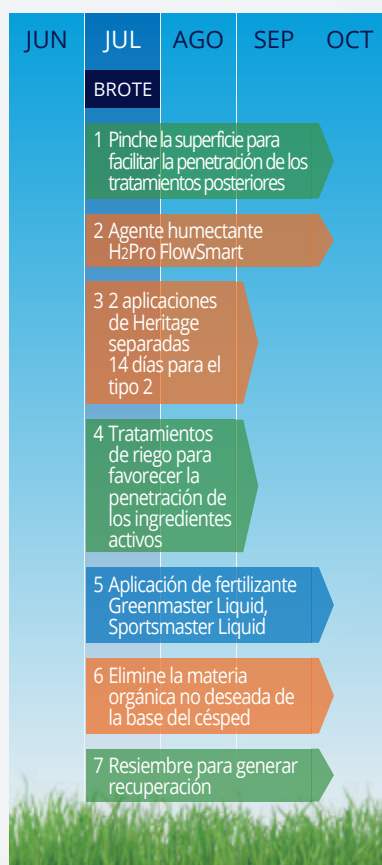 JUN JUL AGO SEP OCT
BROTE
1 Pinche la superficie para
facilitar la penetración de los
tratamientos posteriores
2 Agente humectante
H2Pro FlowSmart
3 2 aplicaciones
de Heritage
separadas
14 días para el
tipo 2
4 Tratamientos
de riego para
favorecer la
penetración de
los ingredientes
activos
5 Aplicación de fertilizante
Greenmaster Liquid,
Sportsmaster Liquid
6 Elimine la materia
orgánica no deseada de
la base del césped
7 Resiembre para generar
recuperación